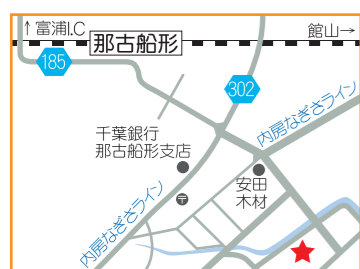 ↑富浦I.C
館山→
那古船形
185
302
千葉銀行
那古船形支店
内房なぎさライン
安田
木材
〒
内房なぎさライン